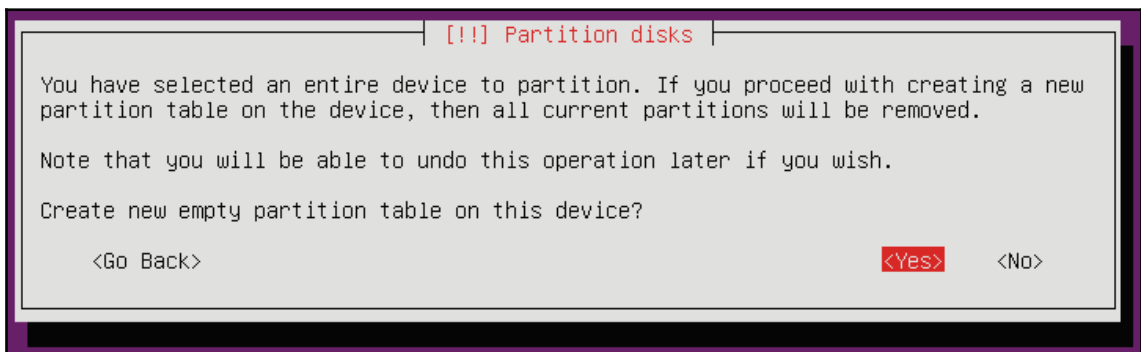 [!!] Partition disks
You have selected an entire device to partition. If you proceed with creating a new
partition table on the device, then all current partitions will be removed.
Note that you will be able to undo this operation later if you wish.
Create new empty partition table on this device?
<Go Back> <Yes> <No>